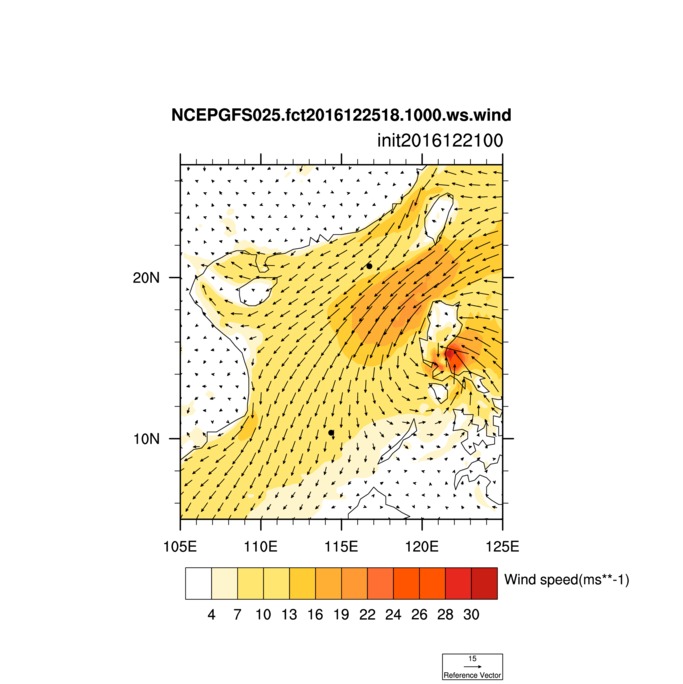 NCEPGFS025.fct2016122518.1000.ws.wind
init2016122100
20N
10N
105E 110E 115E 120E 125E
Wind speed(ms**-1)
4 7 10 13 16 19 22 24 26 28 30
15
Reference Vector